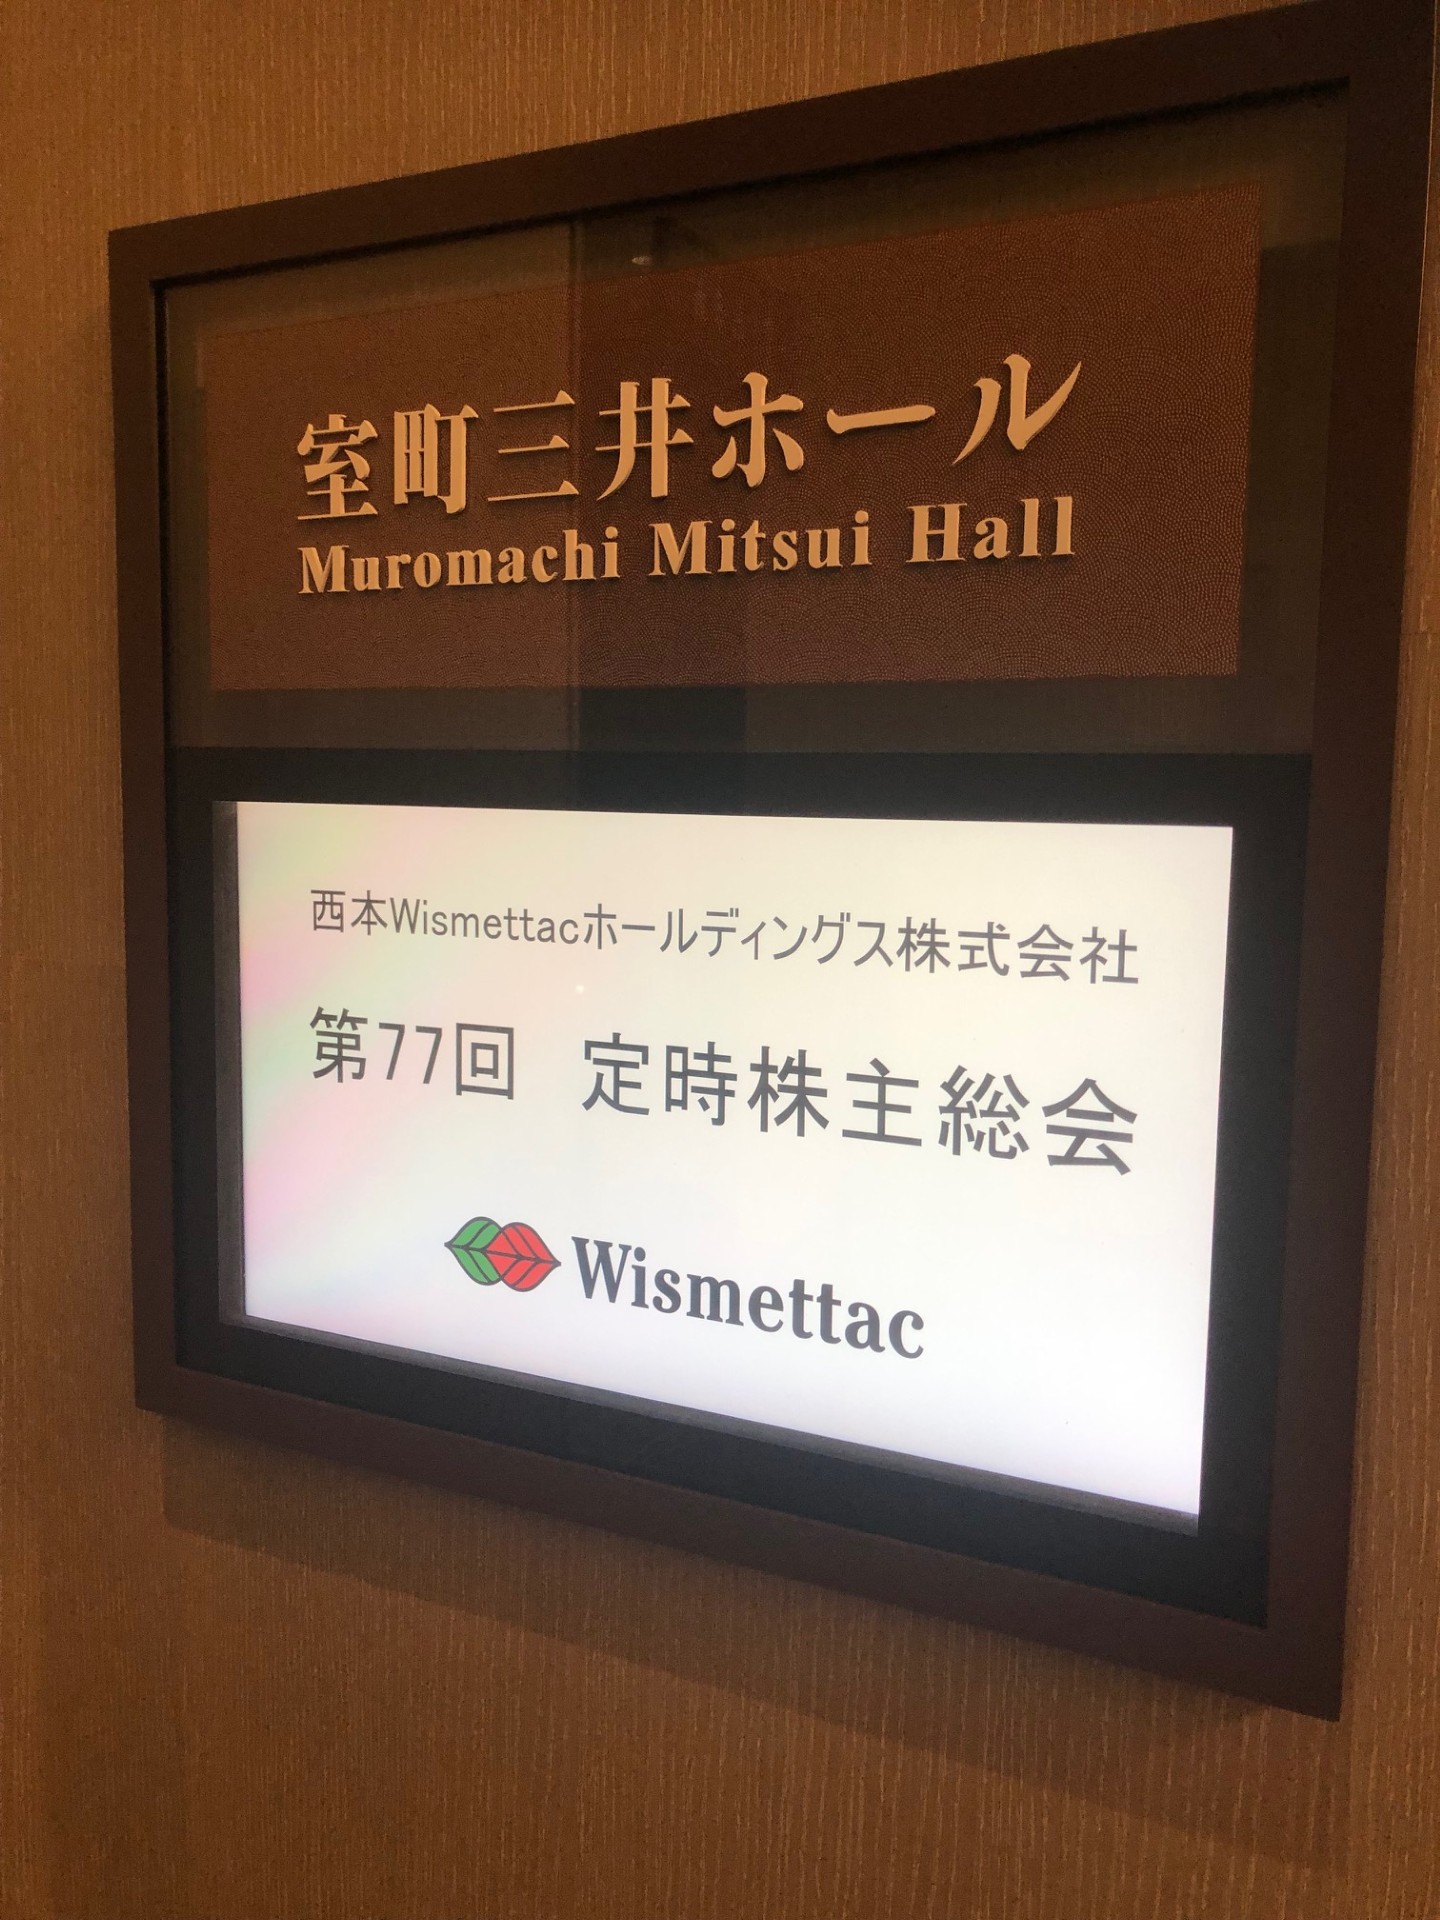 室町三井ホール
Muromachi Mitsui Hall
西本Wismettacホールディングス株式会社
第77回　定時株主総会
Wismettac